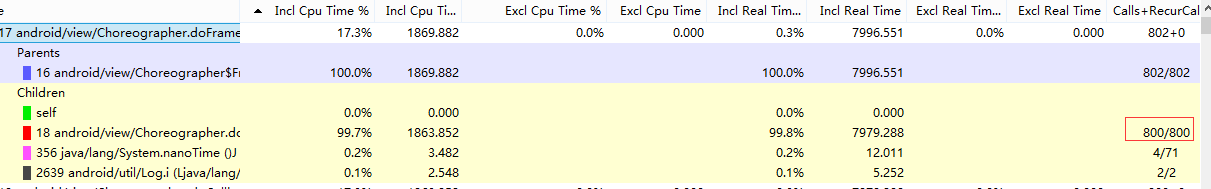 e Incl Cpu Time % Incl Cpu Ti... Excl Cpu Time % Excl Cpu Time Incl Real Tim... Incl Real Time Excl Real Tim... Excl Real Time Calls+RecurCal
17 android/view/Choreographer.doFrame 17.3% 1869.882 0.0% 0.000 0.3% 7996.551 0.0% 0.000 802+0
Parents
16 android/view/Choreographer$Fr 100.0% 1869.882 100.0% 7996.551 802/802
Children
self 0.0% 0.000 0.0% 0.000
18 android/view/Choreographer.do 99.7% 1863.852 99.8% 7979.288 800/800
356 java/lang/System.nanoTime ()J 0.2% 3.482 0.2% 12.011 4/71
2639 android/util/Log.i (Ljava/lang/ 0.1% 2.548 0.1% 5.252 2/2